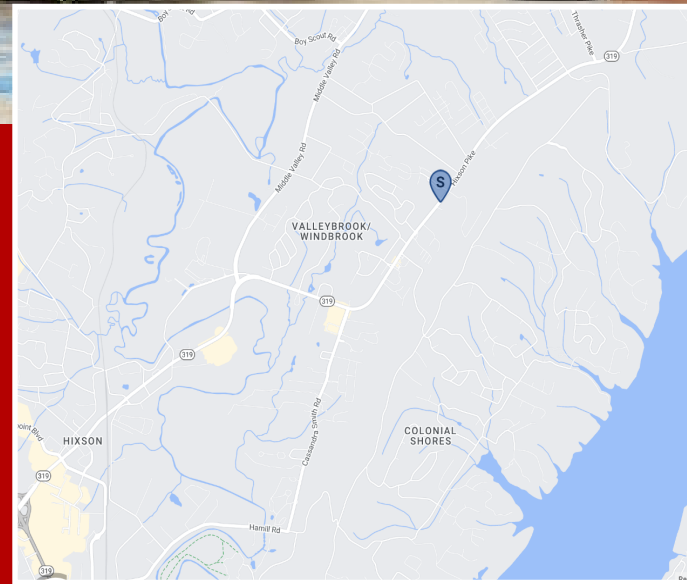 Boy Scout Rd
Thrasher Pike
319
Middle Valley Rd
Middle Valley Rd
S
Hixson Pike
VALLEYBROOK/
WINDBROOK
319
319
Cassandra Smith Rd
COLONIAL
SHORES
HIXSON
319
Hamill Rd
319